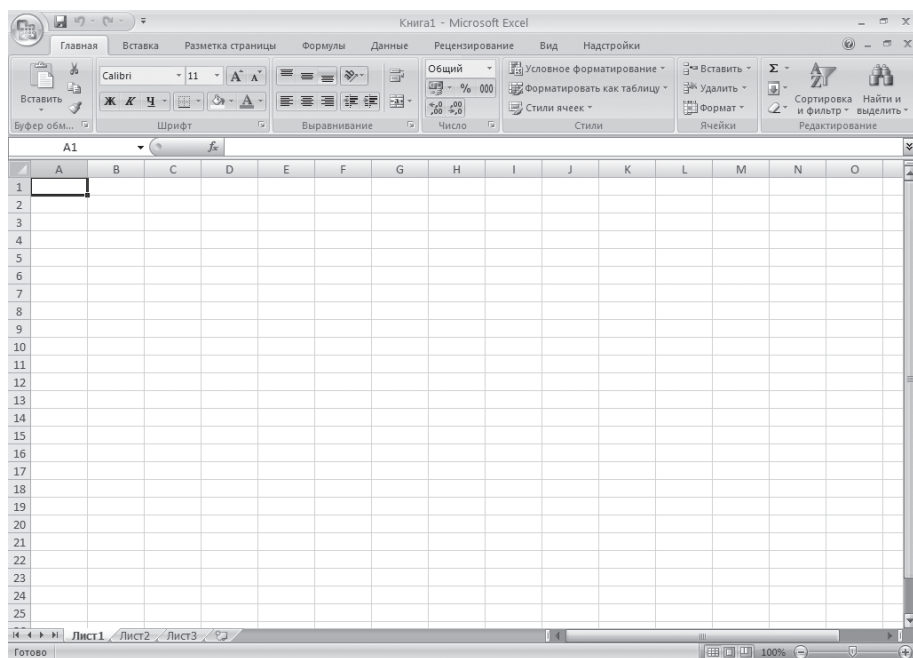 Книга1 - Microsoft Excel
Главная Вставка Разметка страницы Формулы Данные Рецензирование Вид Надстройки
Calibri 11 Общий Условное форматирование Вставить Σ
Вставить Ж К Ч % 000 Форматировать как таблицу Удалить Сортировка и фильтр Найти и выделить
Стили ячеек Формат
Буфер обм... Шрифт Выравнивание Число Стили Ячейки Редактирование
A1 fx
A B C D E F G H I J K L M N O
1
2
3
4
5
6
7
8
9
10
11
12
13
14
15
16
17
18
19
20
21
22
23
24
25
Лист1 Лист2 Лист3
Готово 100%